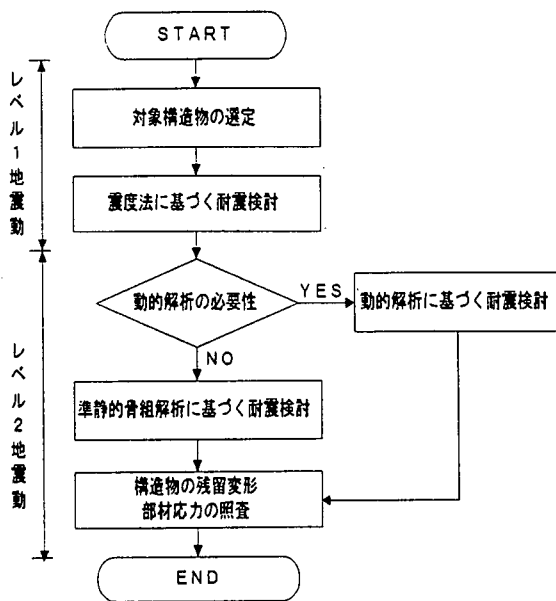 START
レベル1地震動
対象構造物の選定
震度法に基づく耐震検討
動的解析の必要性
YES
動的解析に基づく耐震検討
NO
レベル2地震動
準静的骨組解析に基づく耐震検討
構造物の残留変形
部材応力の照査
END